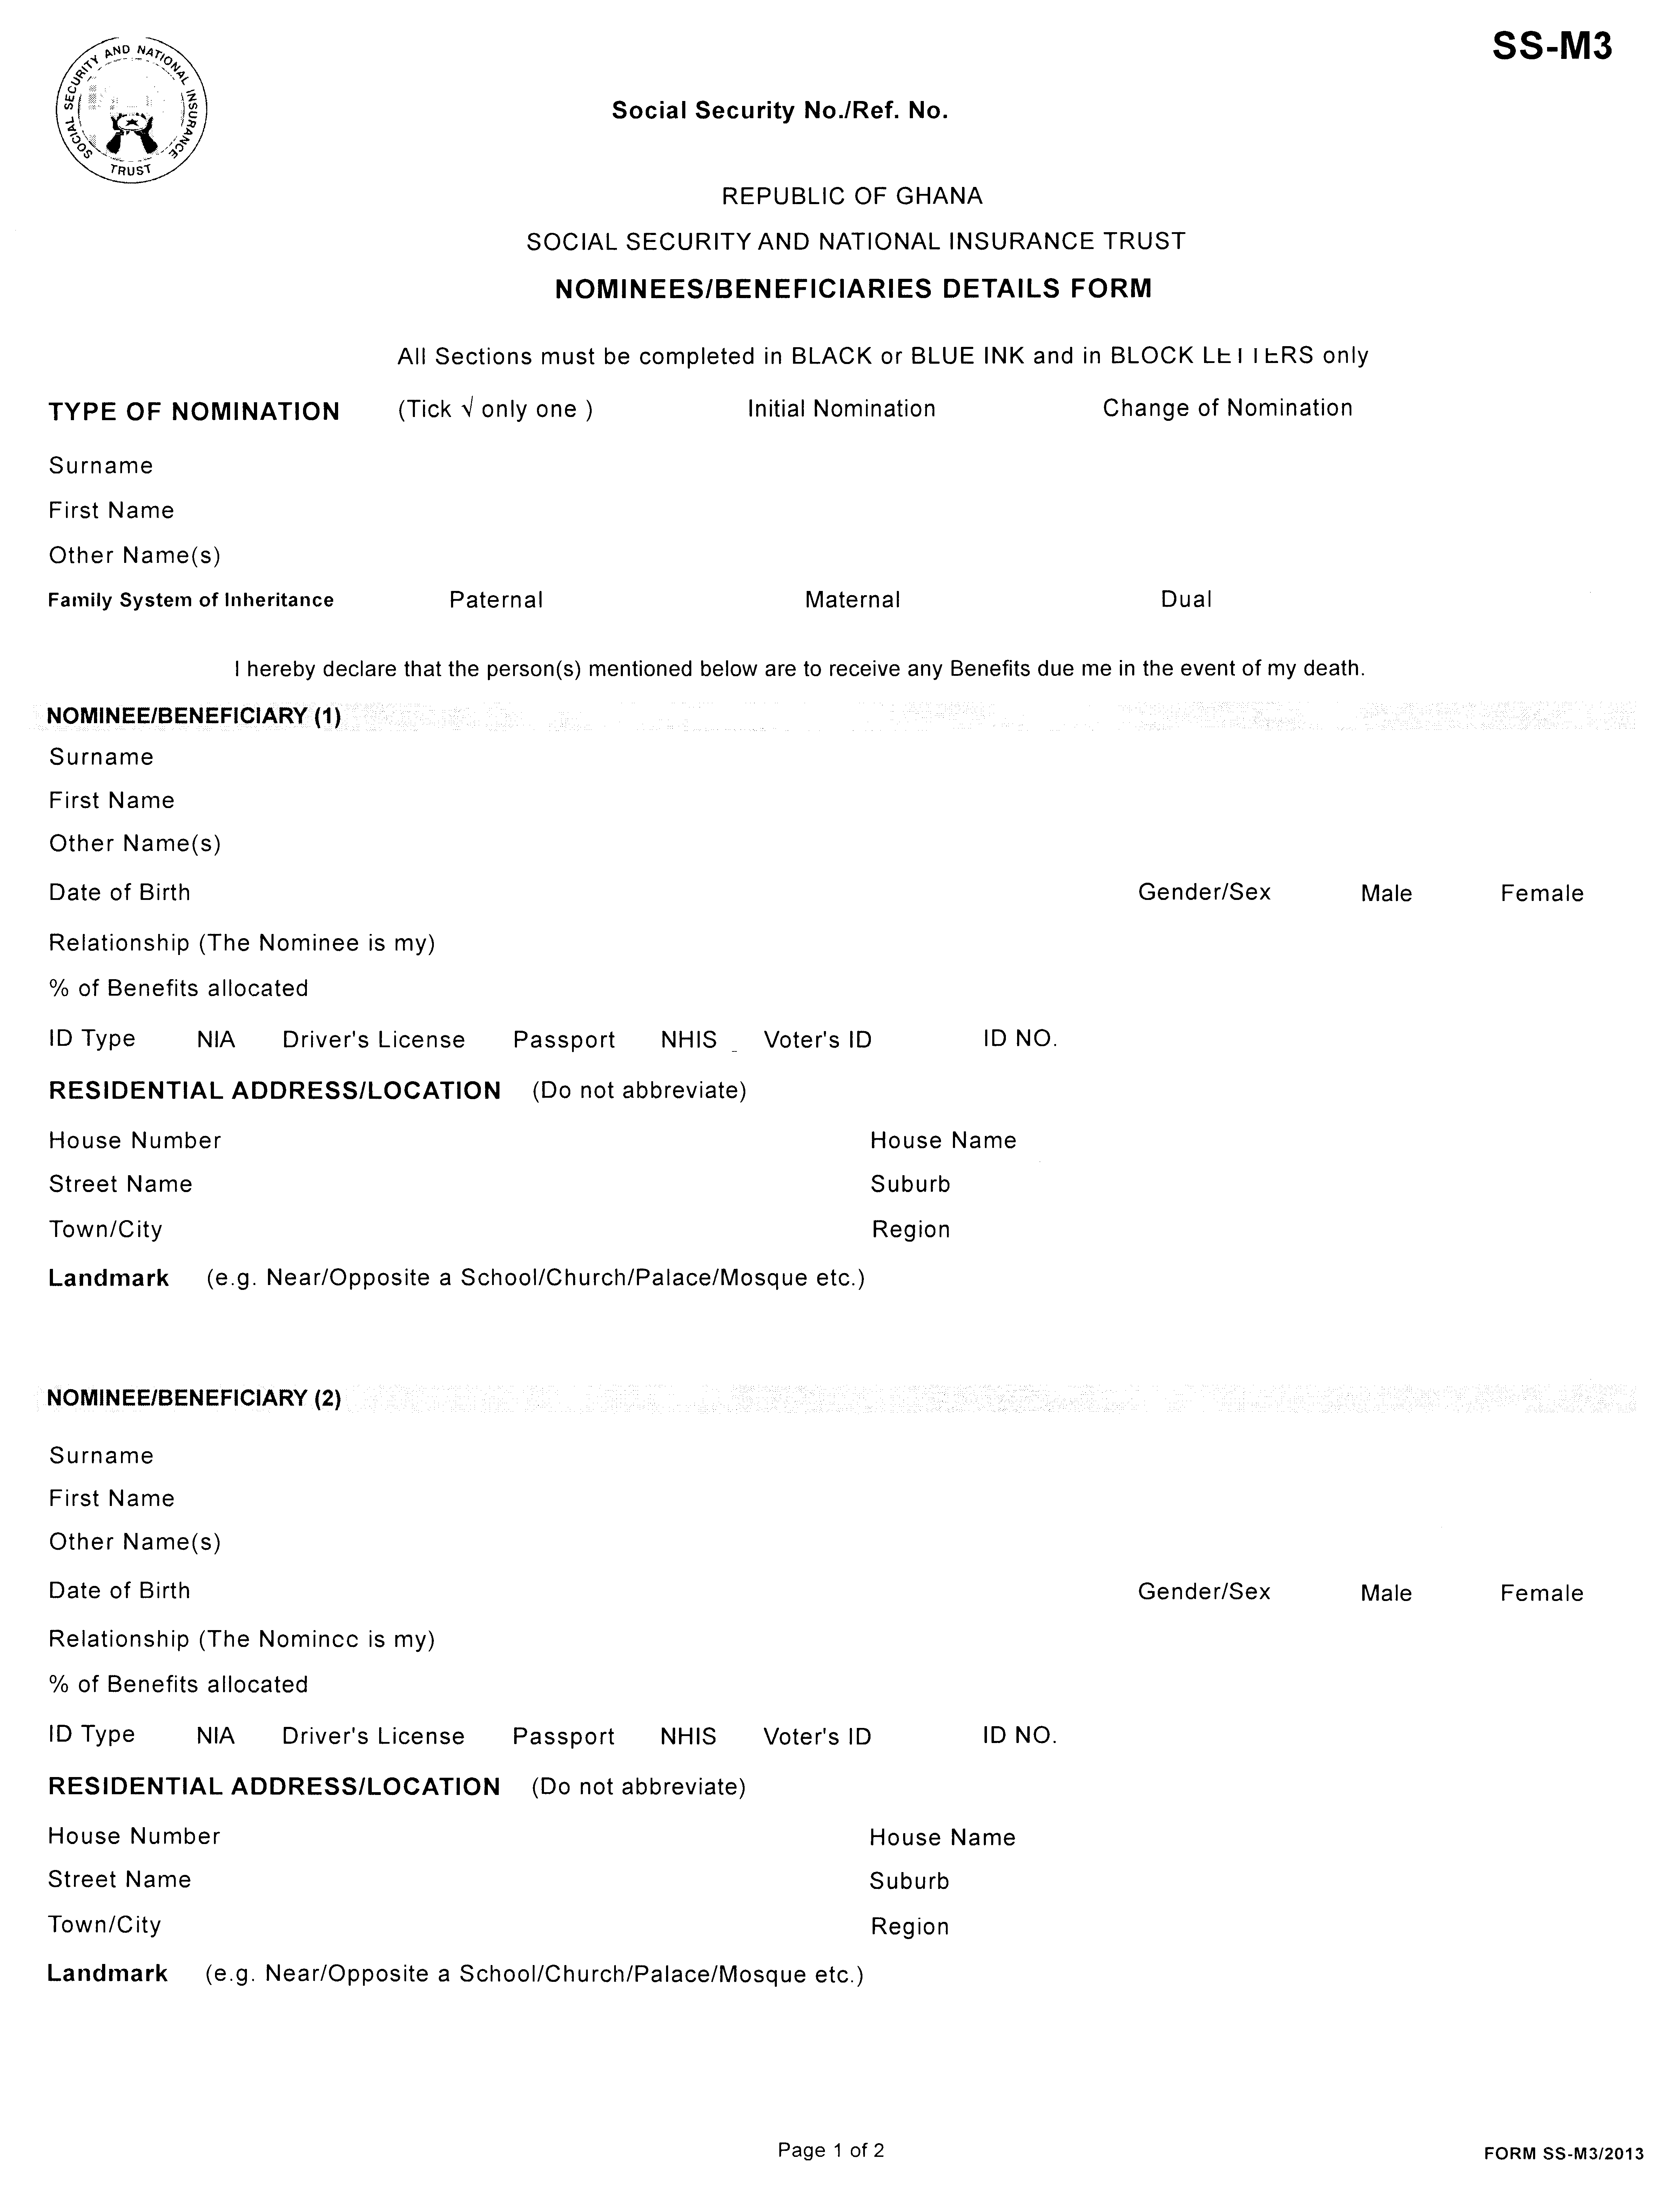 SS-M3
SOCIAL SECURITY AND NATIONAL INSURANCE TRUST
Social Security No./Ref. No.
REPUBLIC OF GHANA
SOCIAL SECURITY AND NATIONAL INSURANCE TRUST
NOMINEES/BENEFICIARIES DETAILS FORM
All Sections must be completed in BLACK or BLUE INK and in BLOCK LETTERS only
TYPE OF NOMINATION (Tick √ only one ) Initial Nomination Change of Nomination
Surname
First Name
Other Name(s)
Family System of Inheritance Paternal Maternal Dual
I hereby declare that the person(s) mentioned below are to receive any Benefits due me in the event of my death.
NOMINEE/BENEFICIARY (1)
Surname
First Name
Other Name(s)
Date of Birth Gender/Sex Male Female
Relationship (The Nominee is my)
% of Benefits allocated
ID Type NIA Driver's License Passport NHIS Voter's ID ID NO.
RESIDENTIAL ADDRESS/LOCATION (Do not abbreviate)
House Number House Name
Street Name Suburb
Town/City Region
Landmark (e.g. Near/Opposite a School/Church/Palace/Mosque etc.)
NOMINEE/BENEFICIARY (2)
Surname
First Name
Other Name(s)
Date of Birth Gender/Sex Male Female
Relationship (The Nominee is my)
% of Benefits allocated
ID Type NIA Driver's License Passport NHIS Voter's ID ID NO.
RESIDENTIAL ADDRESS/LOCATION (Do not abbreviate)
House Number House Name
Street Name Suburb
Town/City Region
Landmark (e.g. Near/Opposite a School/Church/Palace/Mosque etc.)
Page 1 of 2
FORM SS-M3/2013